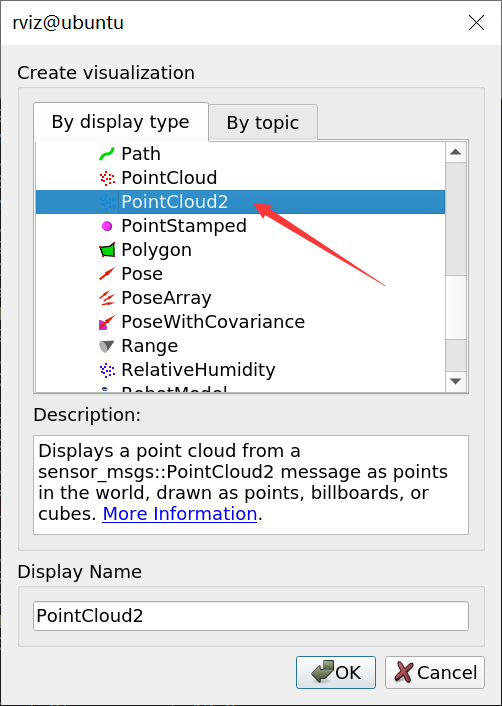 rviz@ubuntu
Create visualization
By display type
By topic
Path
PointCloud
PointCloud2
PointStamped
Polygon
Pose
PoseArray
PoseWithCovariance
Range
RelativeHumidity
RobotModel
Description:
Displays a point cloud from a
sensor_msgs::PointCloud2 message as points
in the world, drawn as points, billboards, or
cubes. More Information.
Display Name
PointCloud2
OK
Cancel